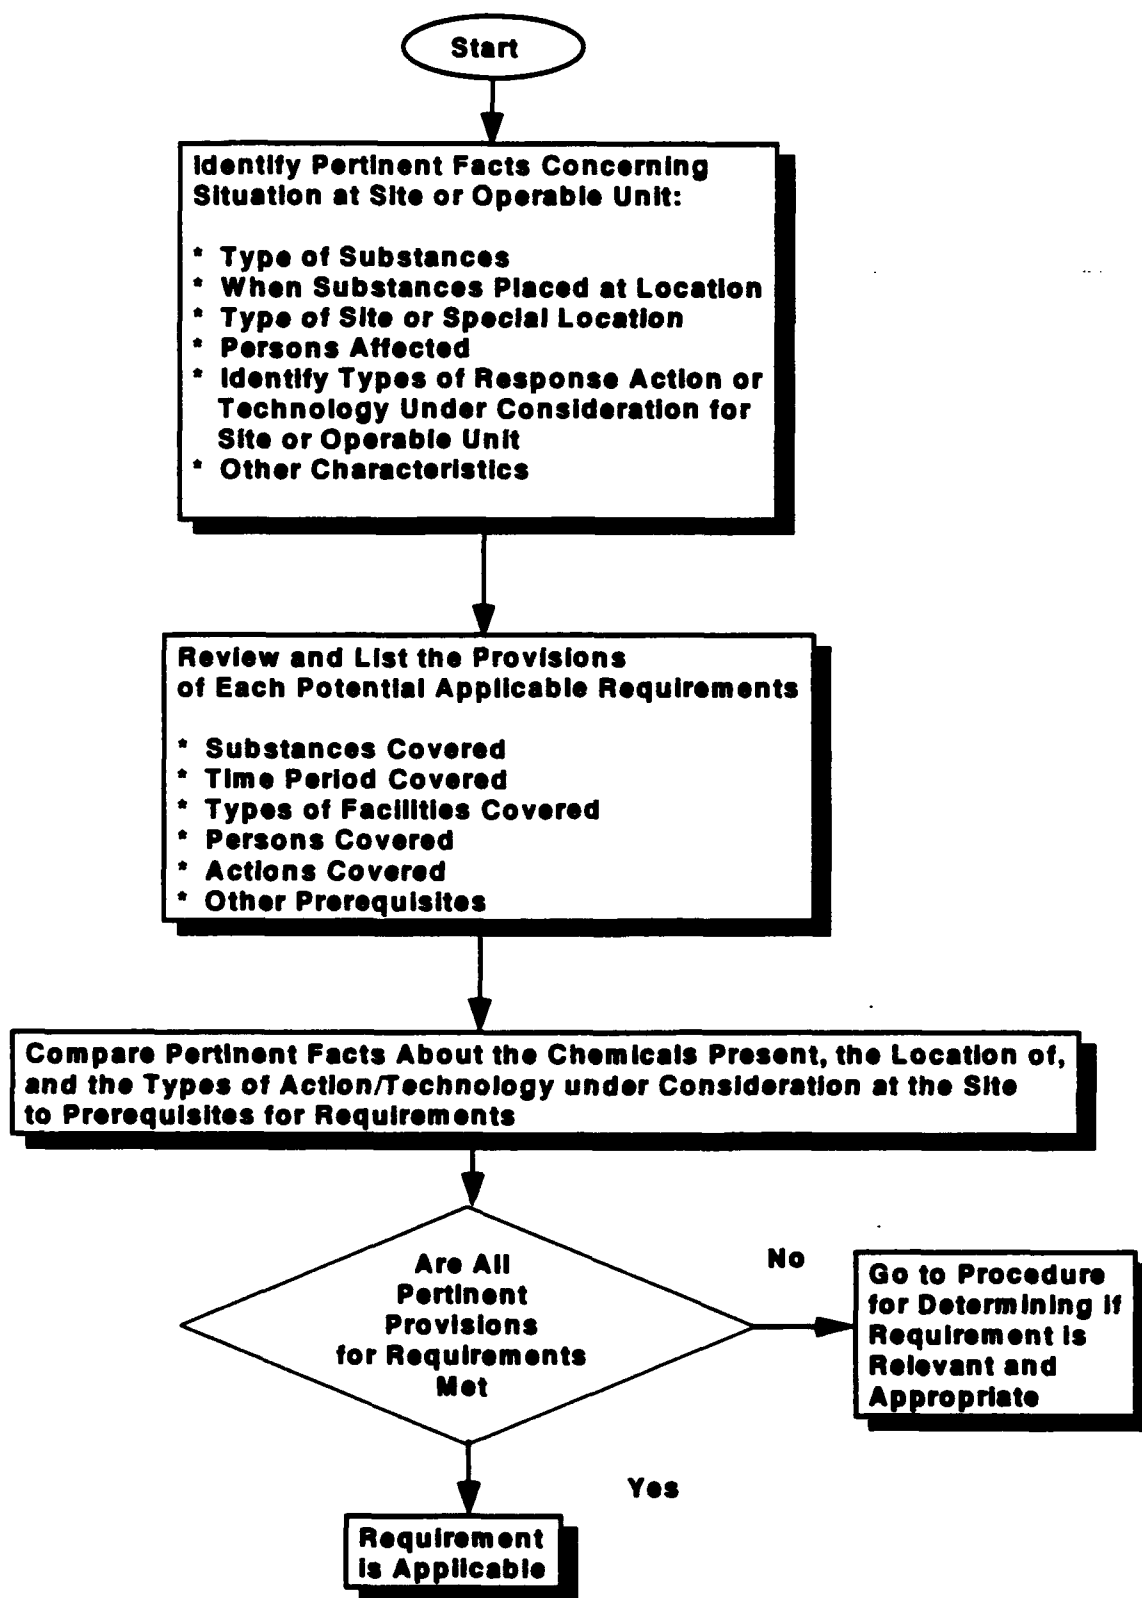 Start
Identify Pertinent Facts Concerning
Situation at Site or Operable Unit:
* Type of Substances
* When Substances Placed at Location
* Type of Site or Special Location
* Persons Affected
* Identify Types of Response Action or
Technology Under Consideration for
Site or Operable Unit
* Other Characteristics
Review and List the Provisions
of Each Potential Applicable Requirements
* Substances Covered
* Time Period Covered
* Types of Facilities Covered
* Persons Covered
* Actions Covered
* Other Prerequisites
Compare Pertinent Facts About the Chemicals Present, the Location of,
and the Types of Action/Technology under Consideration at the Site
to Prerequisites for Requirements
Are All
Pertinent
Provisions
for Requirements
Met
No
Go to Procedure
for Determining if
Requirement is
Relevant and
Appropriate
Yes
Requirement
is Applicable